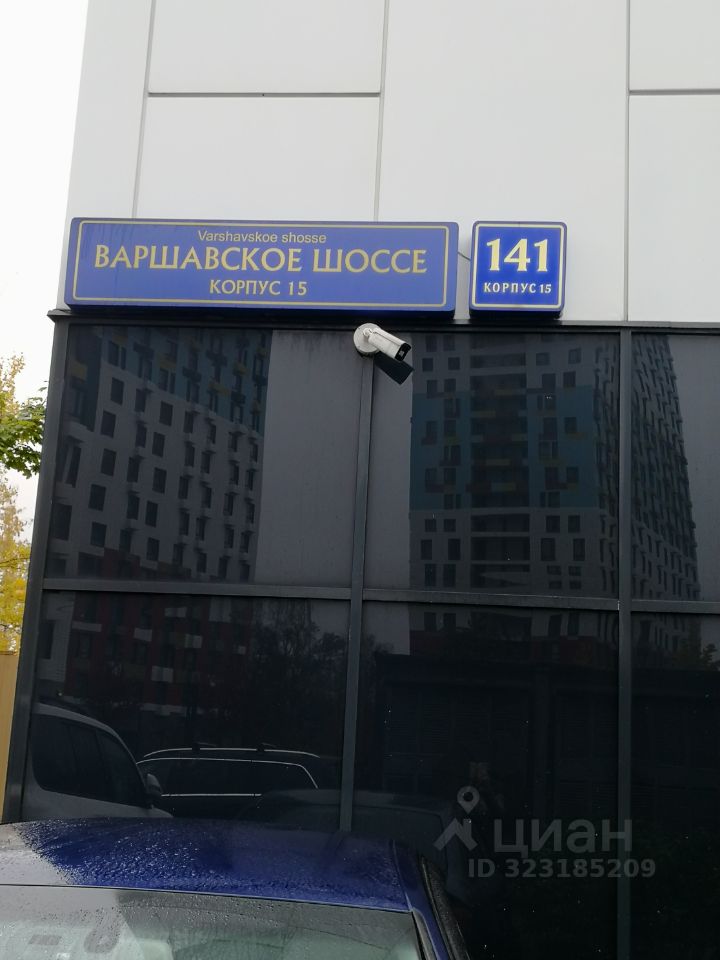 Varshavskoe shosse
ВАРШАВСКОЕ ШОССЕ
КОРПУС 15
141
КОРПУС 15
циан
ID 323185209